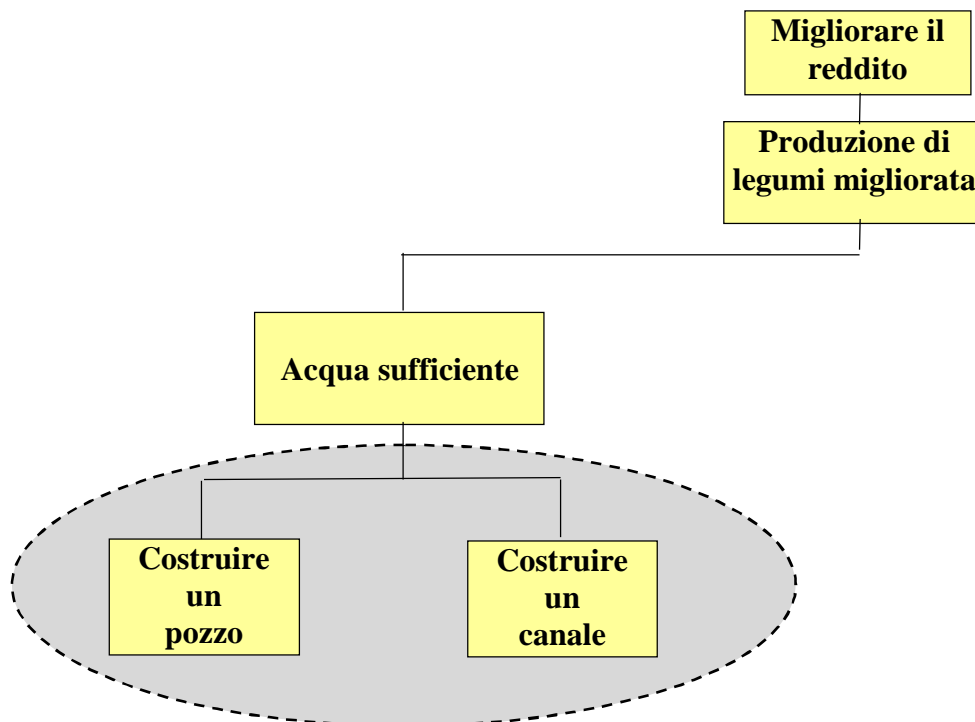 Migliorare il
reddito
Produzione di
legumi migliorata
Acqua sufficiente
Costruire
un
pozzo
Costruire
un
canale